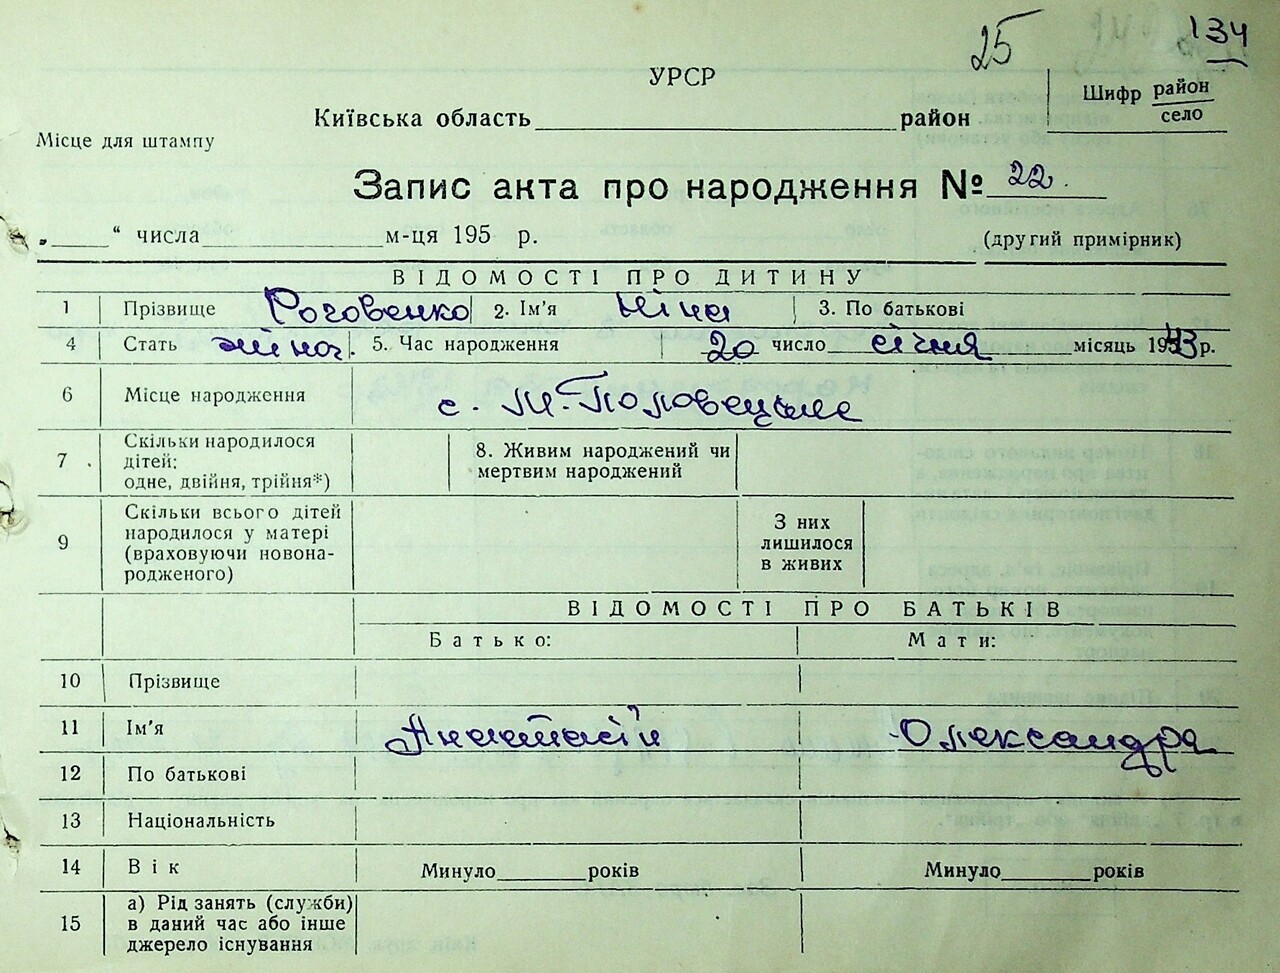 25
134
УРСР
Київська область район
Шифр район
село
Місце для штампу
Запис акта про народження № 22.
„ “ числа м-ця 195 р.
(другий примірник)
ВІДОМОСТІ ПРО ДИТИНУ
1 Прізвище Роговенко 2. Ім'я Ніна 3. По батькові
4 Стать жіноч. 5. Час народження 20 число січня місяць 1943 р.
6 Місце народження с. М-Половецьке
7 Скільки народилося
дітей:
одне, двійня, трійня*)
8. Живим народжений чи
мертвим народжений
9 Скільки всього дітей
народилося у матері
(враховуючи новона-
родженого)
З них
лишилося
в живих
ВІДОМОСТІ ПРО БАТЬКІВ
Батько: Мати:
10 Прізвище
11 Ім'я Анатасій Олександра
12 По батькові
13 Національність
14 Вік Минуло років Минуло років
15 а) Рід занять (служби)
в даний час або інше
джерело існування